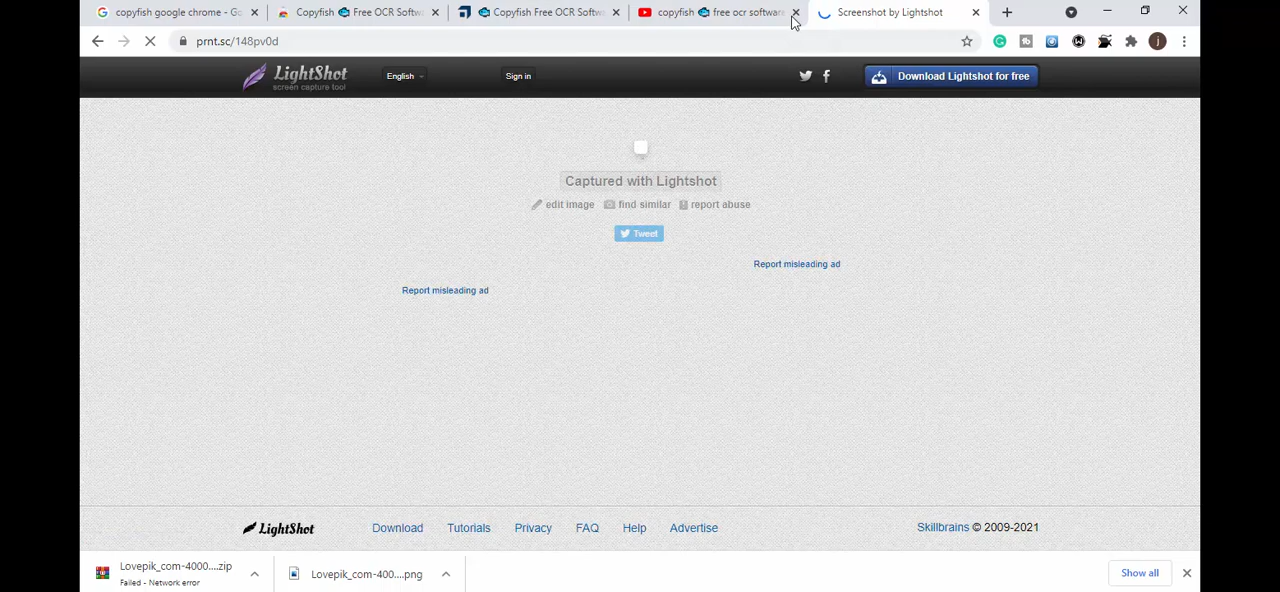 copyfish google chrome - Go
Copyfish Free OCR Softw
Copyfish Free OCR Softw
copyfish free ocr software
Screenshot by Lightshot
prnt.sc/148pv0d
LightShot
screen capture tool
English
Sign in
Download Lightshot for free
Captured with Lightshot
edit image find similar report abuse
Tweet
Report misleading ad
Report misleading ad
LightShot Download Tutorials Privacy FAQ Help Advertise Skillbrains © 2009-2021
Lovepik_com-4000....zip
Failed - Network error
Lovepik_com-400....png
Show all